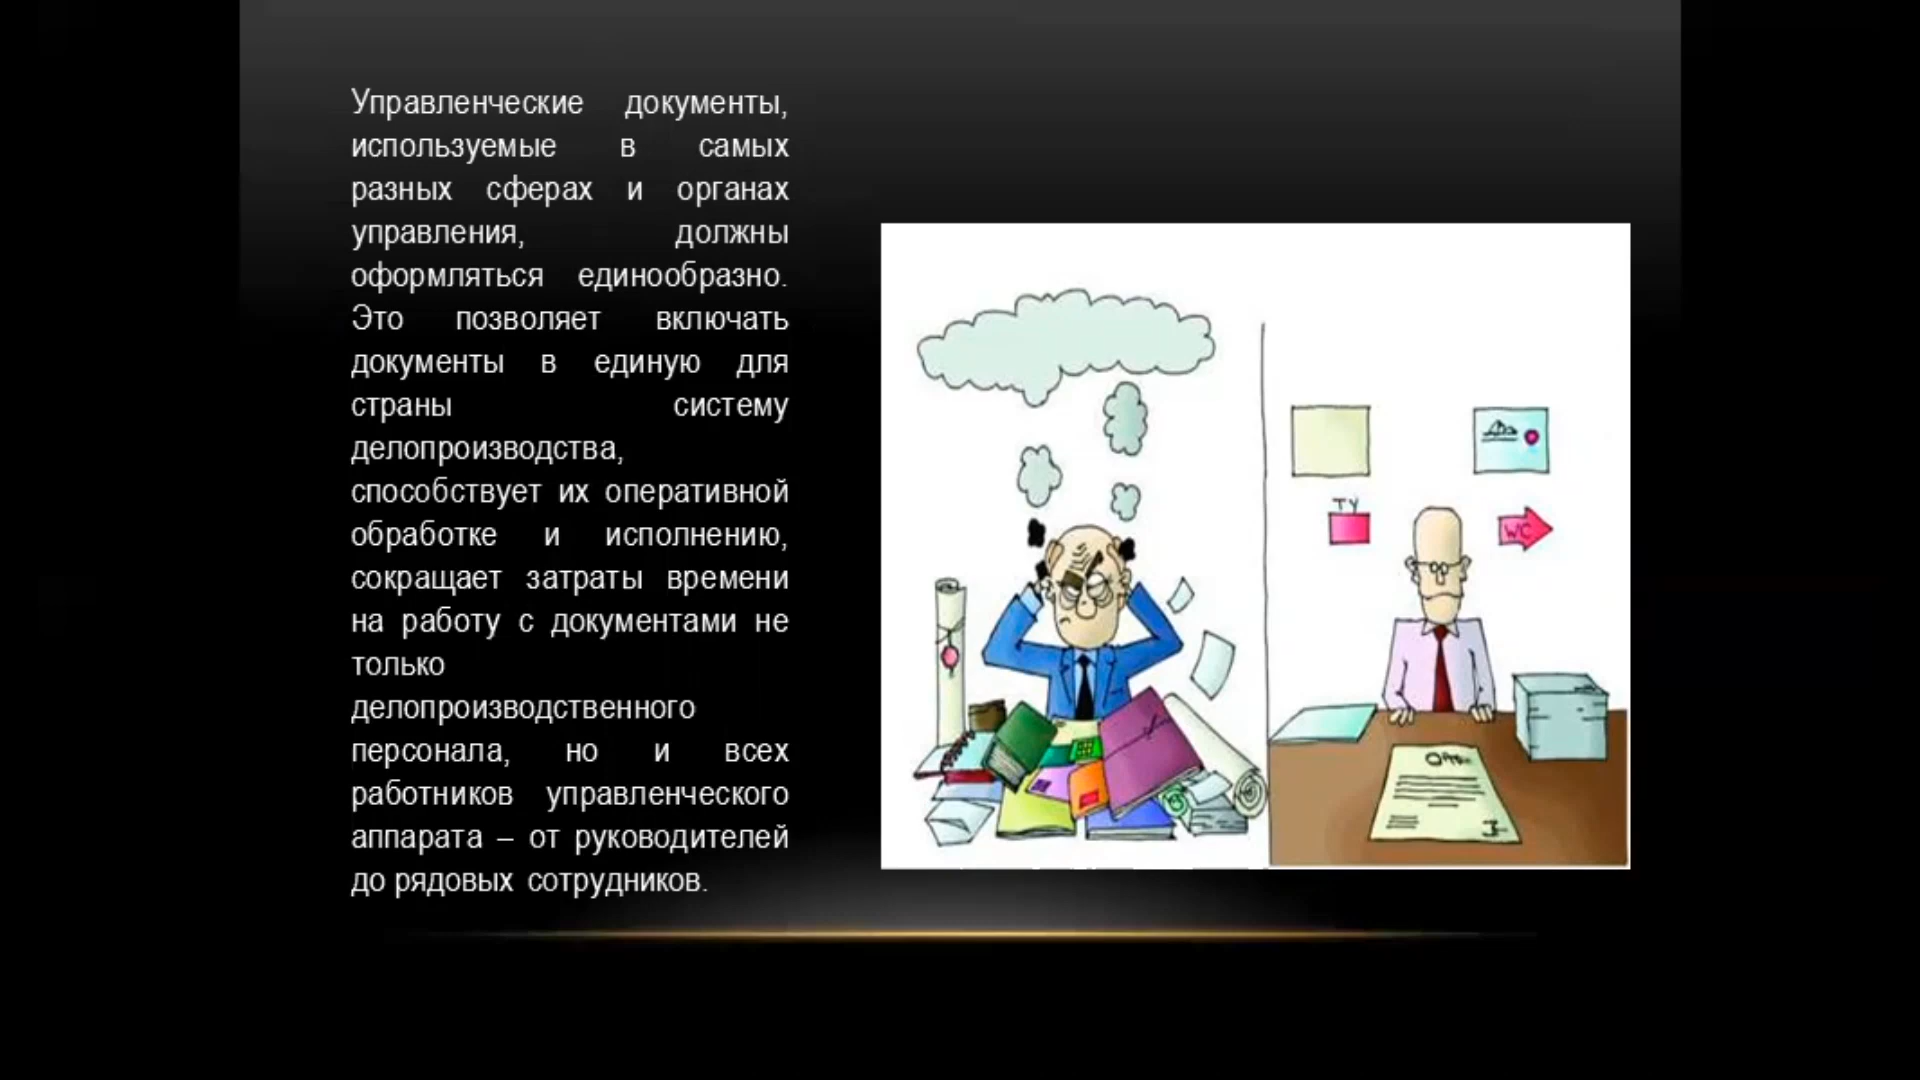 Управленческие документы,
используемые в самых
разных сферах и органах
управления, должны
оформляться единообразно.
Это позволяет включать
документы в единую для
страны систему
делопроизводства,
способствует их оперативной
обработке и исполнению,
сокращает затраты времени
на работу с документами не
только
делопроизводственного
персонала, но и всех
работников управленческого
аппарата – от руководителей
до рядовых сотрудников.
TY
WC